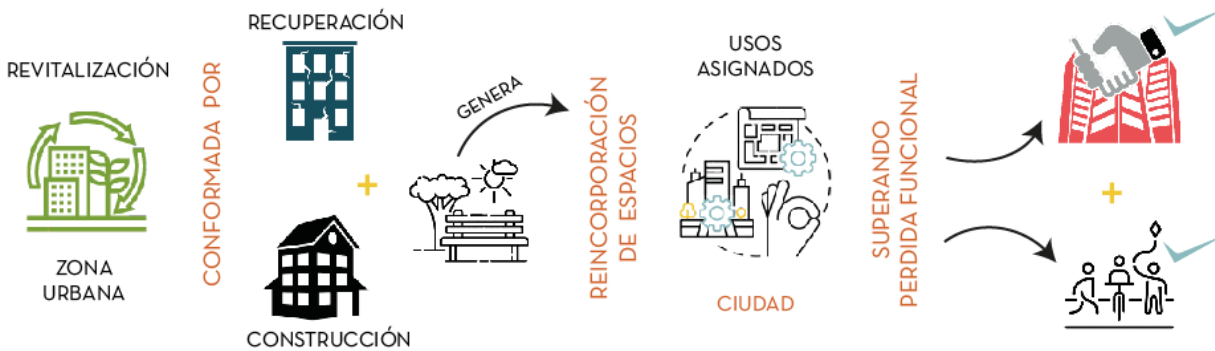 REVITALIZACIÓN
ZONA
URBANA
CONFORMADA POR
RECUPERACIÓN
+
CONSTRUCCIÓN
GENERA
REINCORPORACIÓN
DE ESPACIOS
USOS
ASIGNADOS
CIUDAD
SUPERANDO
PERDIDA FUNCIONAL
+